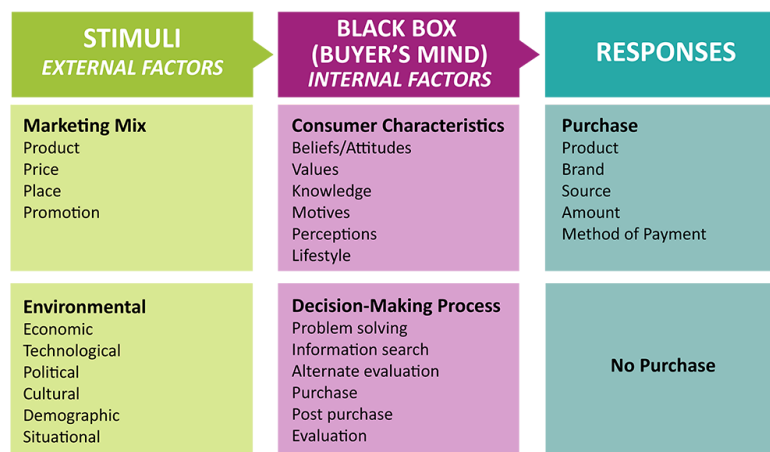 STIMULI
EXTERNAL FACTORS
BLACK BOX
(BUYER'S MIND)
INTERNAL FACTORS
RESPONSES
Marketing Mix
Product
Price
Place
Promotion
Consumer Characteristics
Beliefs/Attitudes
Values
Knowledge
Motives
Perceptions
Lifestyle
Purchase
Product
Brand
Source
Amount
Method of Payment
Environmental
Economic
Technological
Political
Cultural
Demographic
Situational
Decision-Making Process
Problem solving
Information search
Alternate evaluation
Purchase
Post purchase
Evaluation
No Purchase